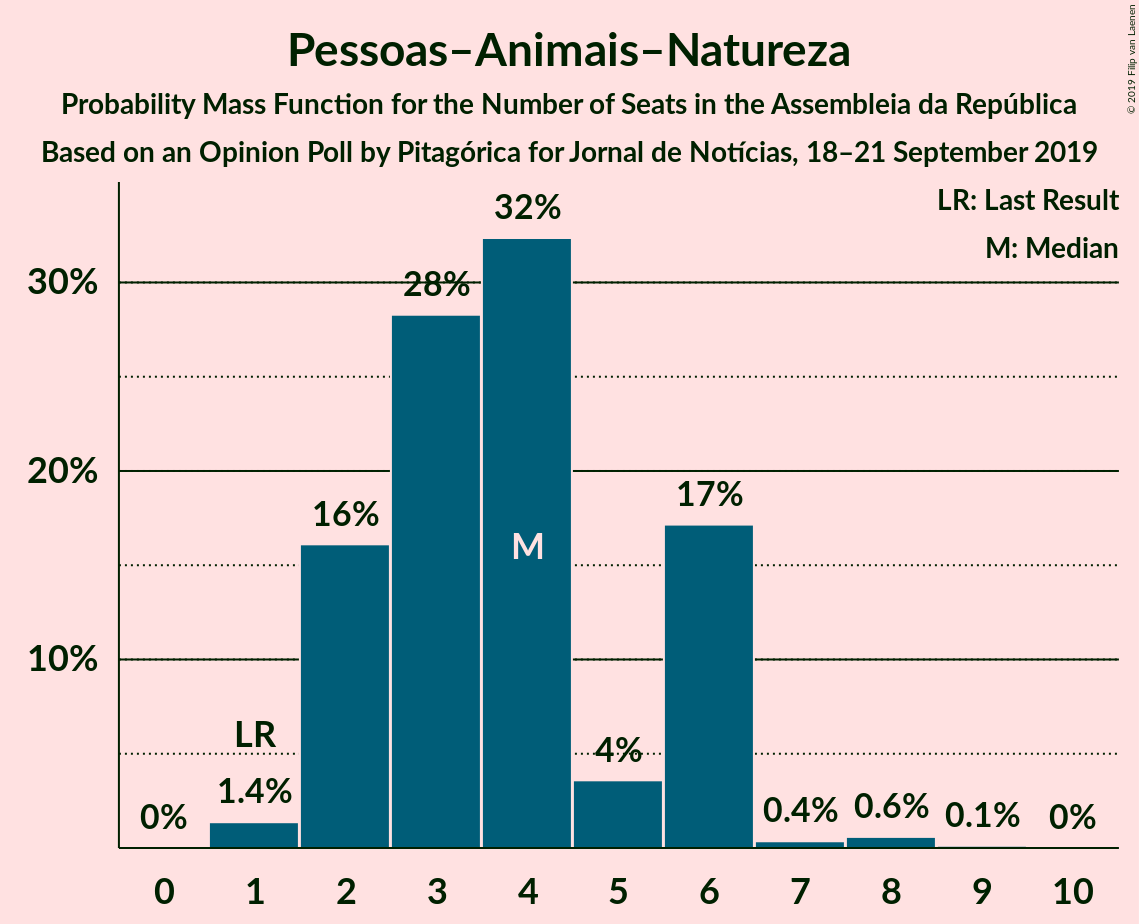 Pessoas–Animais–Natureza
Probability Mass Function for the Number of Seats in the Assembleia da República
Based on an Opinion Poll by Pitagórica for Jornal de Notícias, 18–21 September 2019
© 2019 Filip van Laenen
LR: Last Result
M: Median
30%
20%
10%
0%
LR
1.4%
16%
28%
32%
M
4%
17%
0.4%
0.6%
0.1%
0%
0 1 2 3 4 5 6 7 8 9 10